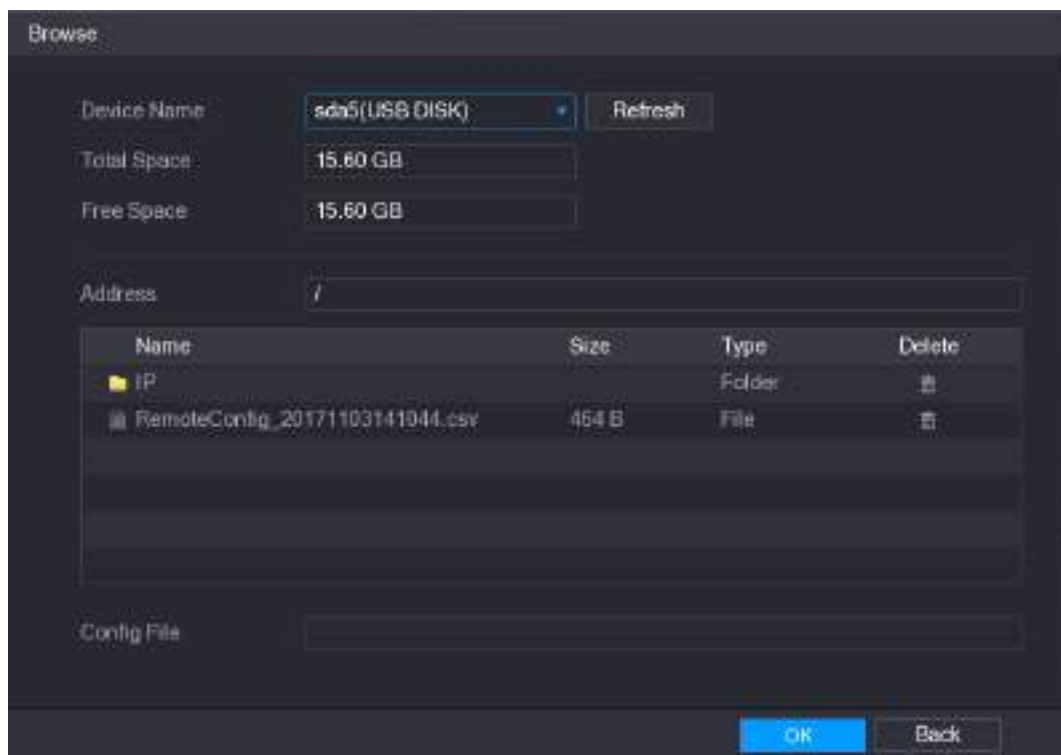 Browse
Device Name sda5(USB DISK) Refresh
Total Space 15.60 GB
Free Space 15.60 GB
Address /
Name Size Type Delete
IP Folder
RemoteConfig_20171103141044.csv 464 B File
Config File
OK Back